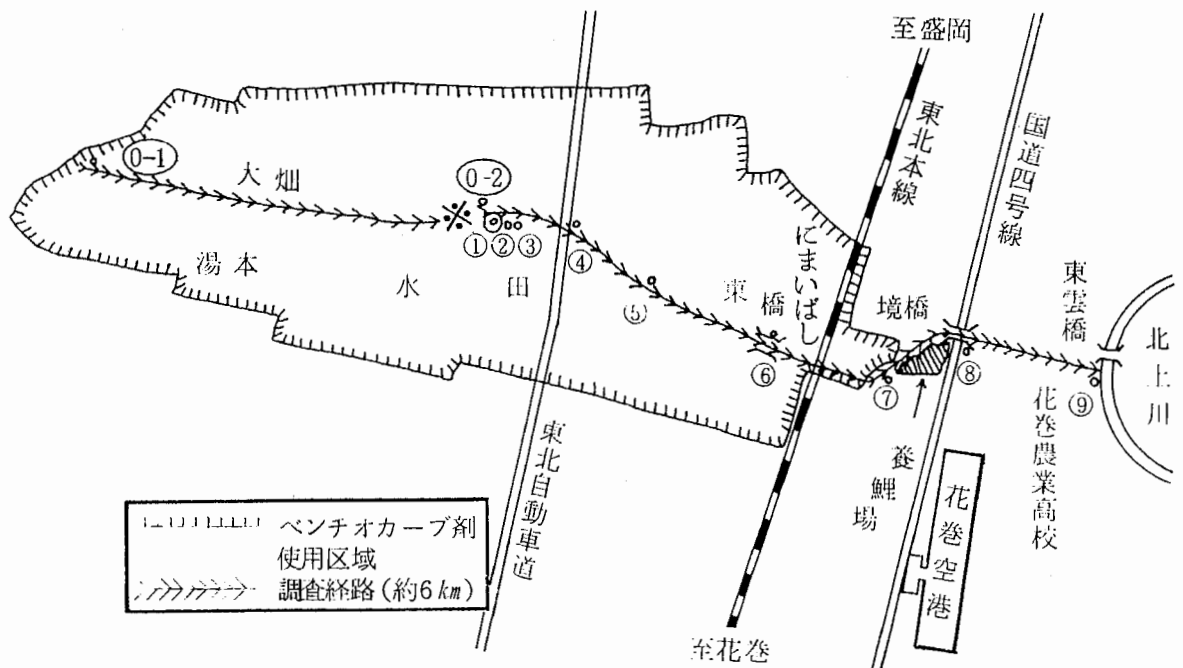 至盛岡
東北本線
国道四号線
0-1
大畑
0-2
①
②
③
④
湯本
水田
⑤
東橋
にまいばし
⑥
境橋
⑦
⑧
東雲橋
⑨
北上川
養鯉場
花巻農業高校
花巻空港
東北自動車道
至花巻
ベンチオカーブ剤
使用区域
調査経路(約6km)